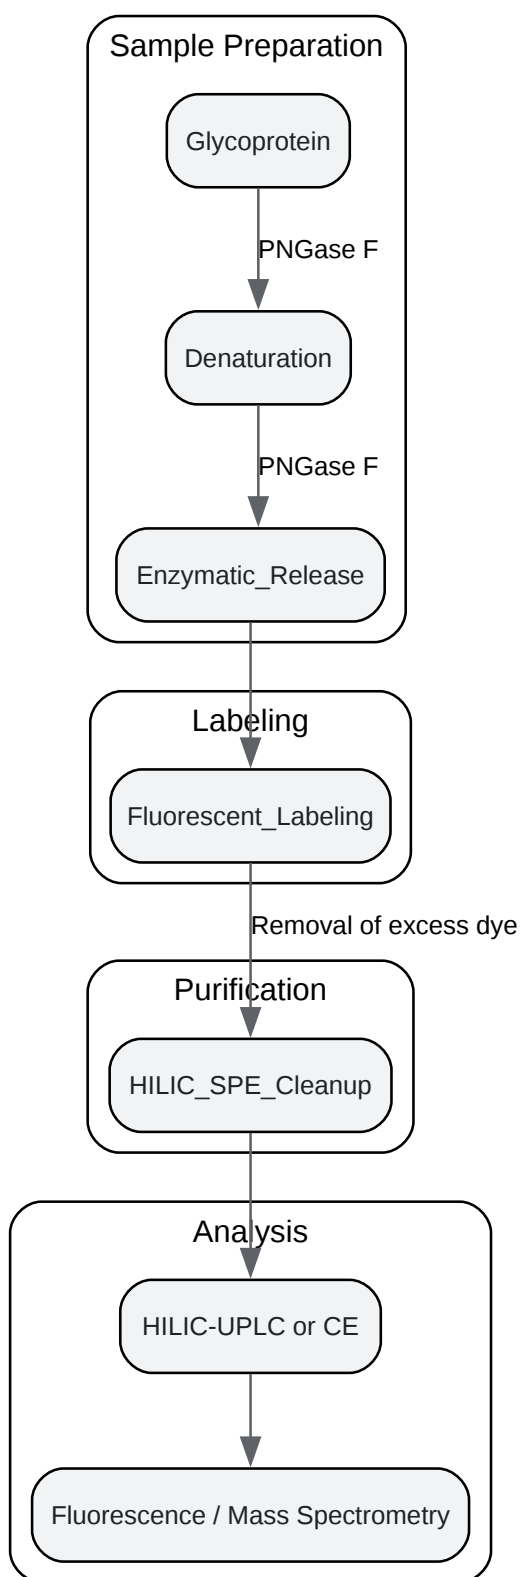 Sample Preparation
Glycoprotein
PNGase F
Denaturation
PNGase F
Enzymatic_Release
Labeling
Fluorescent_Labeling
Removal of excess dye
Purification
HILIC_SPE_Cleanup
Analysis
HILIC-UPLC or CE
Fluorescence / Mass Spectrometry